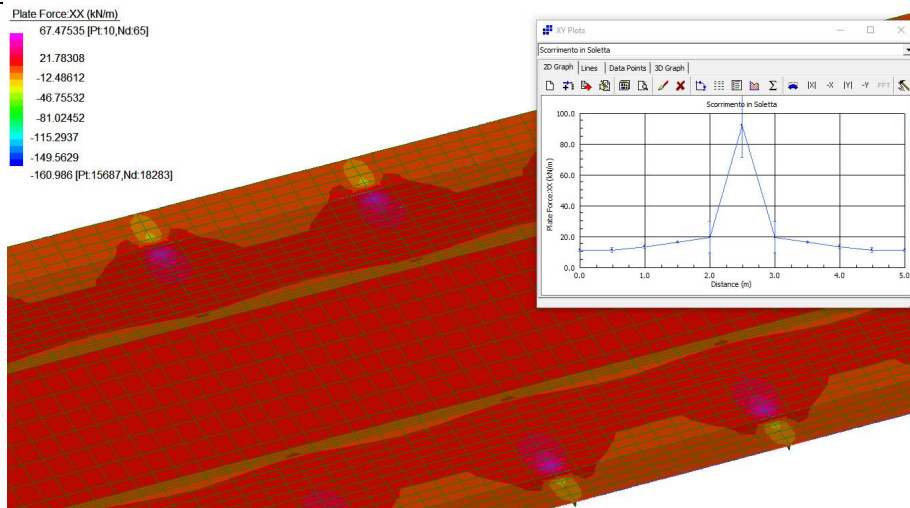 Plate Force:XX (kN/m)
67.47535 [Pt:10,Nd:65]
21.78308
-12.48612
-46.75532
-81.02452
-115.2937
-149.5629
-160.986 [Pt:15687,Nd:18283]
XY Plots
Scorrimento in Soletta
2D Graph Lines Data Points 3D Graph
Σ |X| -X |Y| -Y FFT
Scorrimento in Soletta
Plate Force:XX (kN/m)
100.0
80.0
60.0
40.0
20.0
0.0
0.0 1.0 2.0 3.0 4.0 5.0
Distance (m)